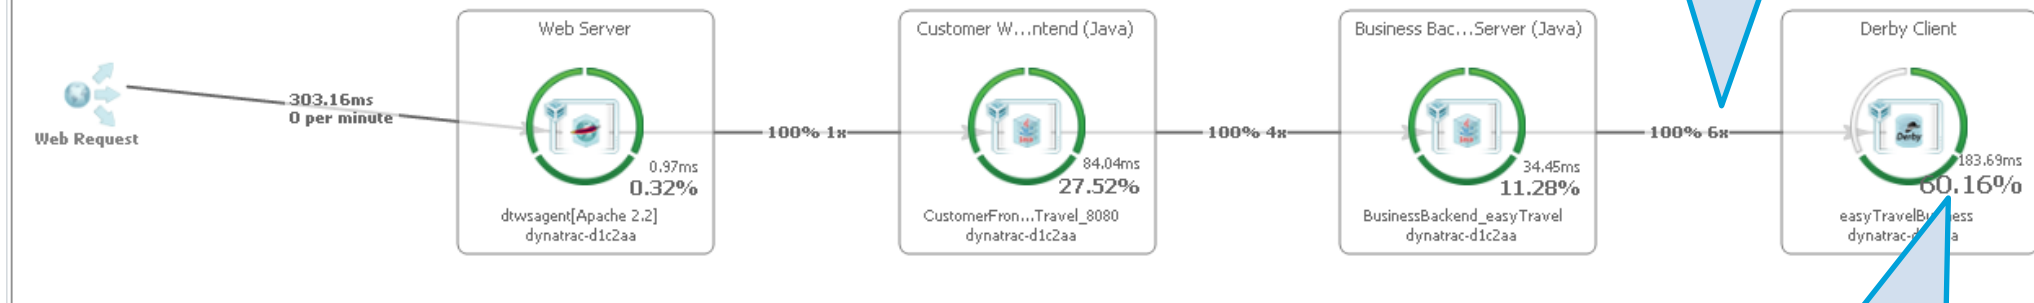 Web Request
303.16ms
0 per minute
Web Server
0.97ms
0.32%
dtwsagent[Apache 2.2]
dynatrac-d1c2aa
100% 1x
Customer W...ntend (Java)
84.04ms
27.52%
CustomerFron...Travel_8080
dynatrac-d1c2aa
100% 4x
Business Bac...Server (Java)
34.45ms
11.28%
BusinessBackend_easyTravel
dynatrac-d1c2aa
100% 6x
Derby Client
Derby
183.69ms
60.16%